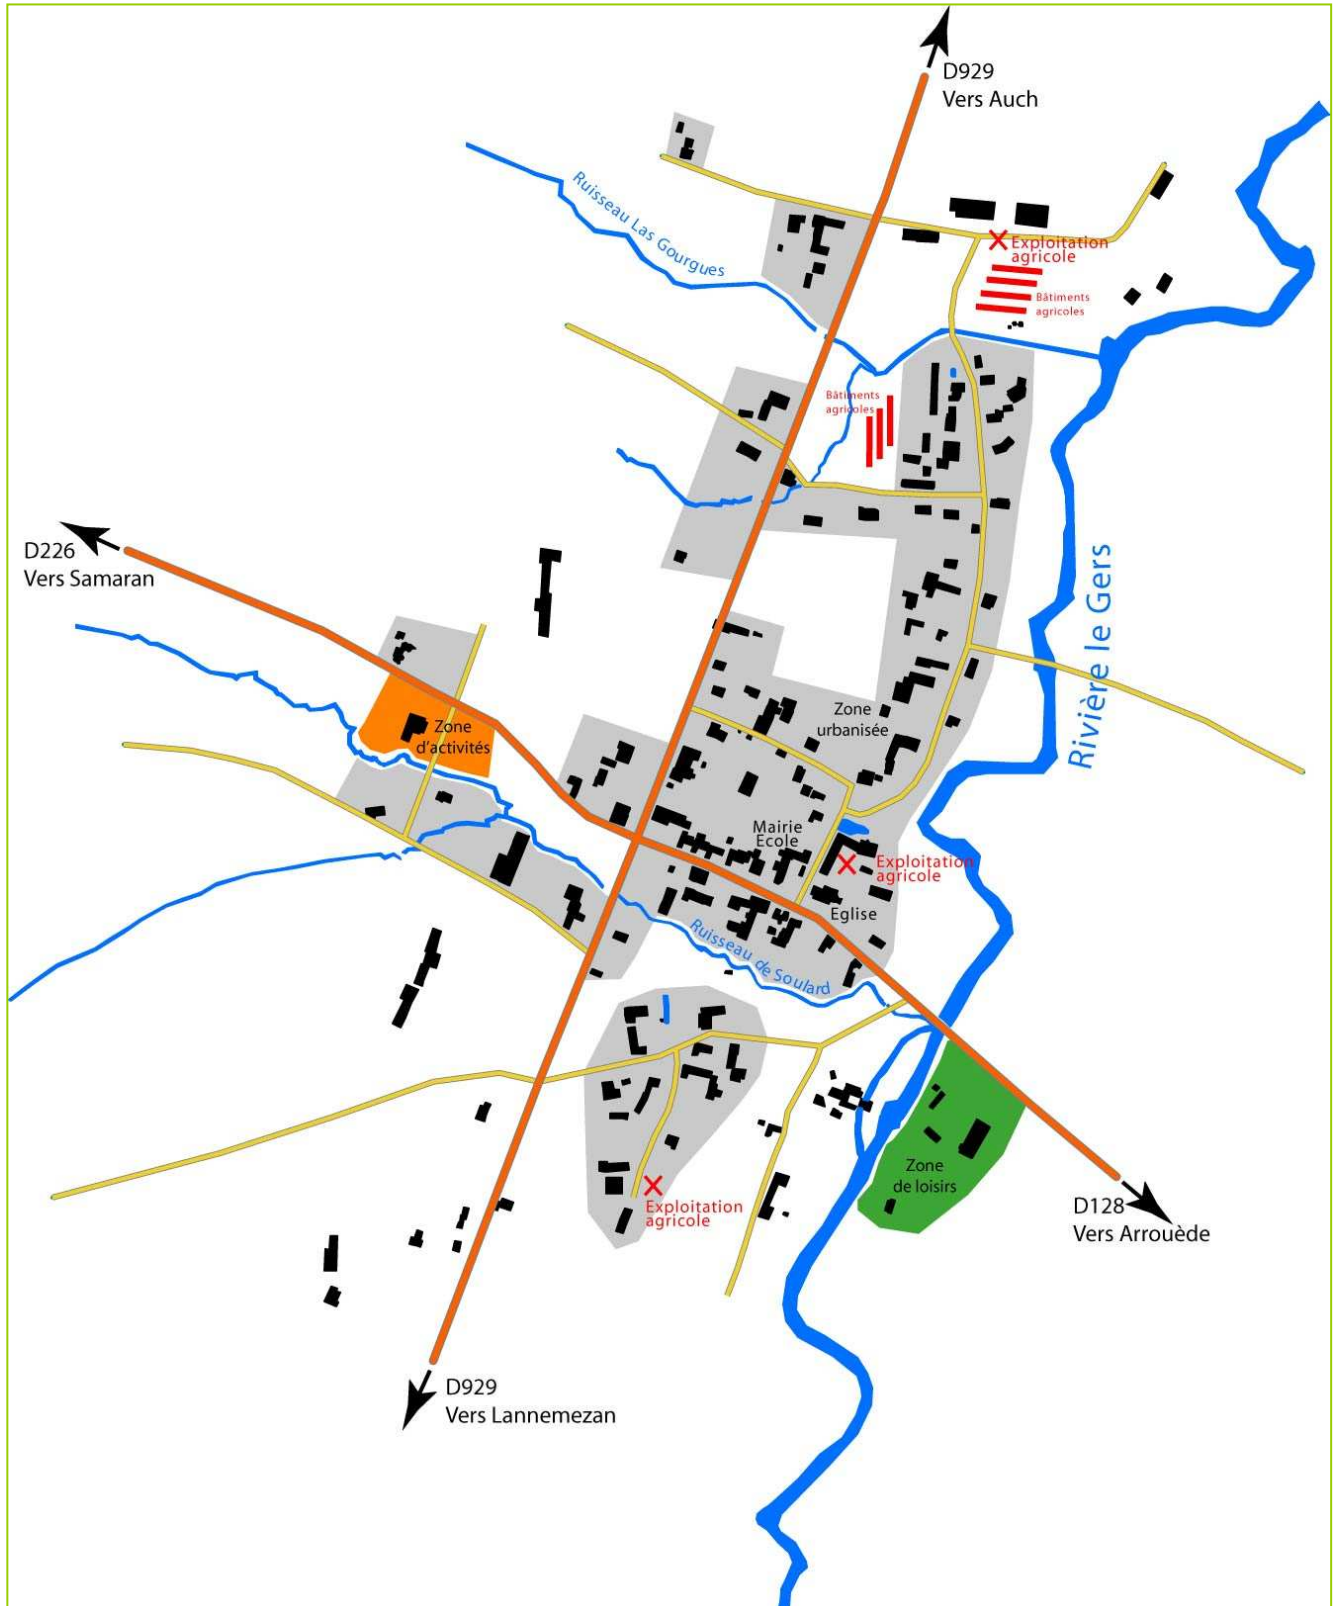 D929
Vers Auch
Ruisseau Las Gourgues
Exploitation
agricole
Bâtiments
agricoles
Bâtiments
agricoles
D226
Vers Samaran
Rivière le Gers
Zone
urbanisée
Zone
d'activités
Mairie
Ecole
Exploitation
agricole
Eglise
Ruisseau de Soulard
Zone
de loisirs
Exploitation
agricole
D128
Vers Arrouède
D929
Vers Lannemezan